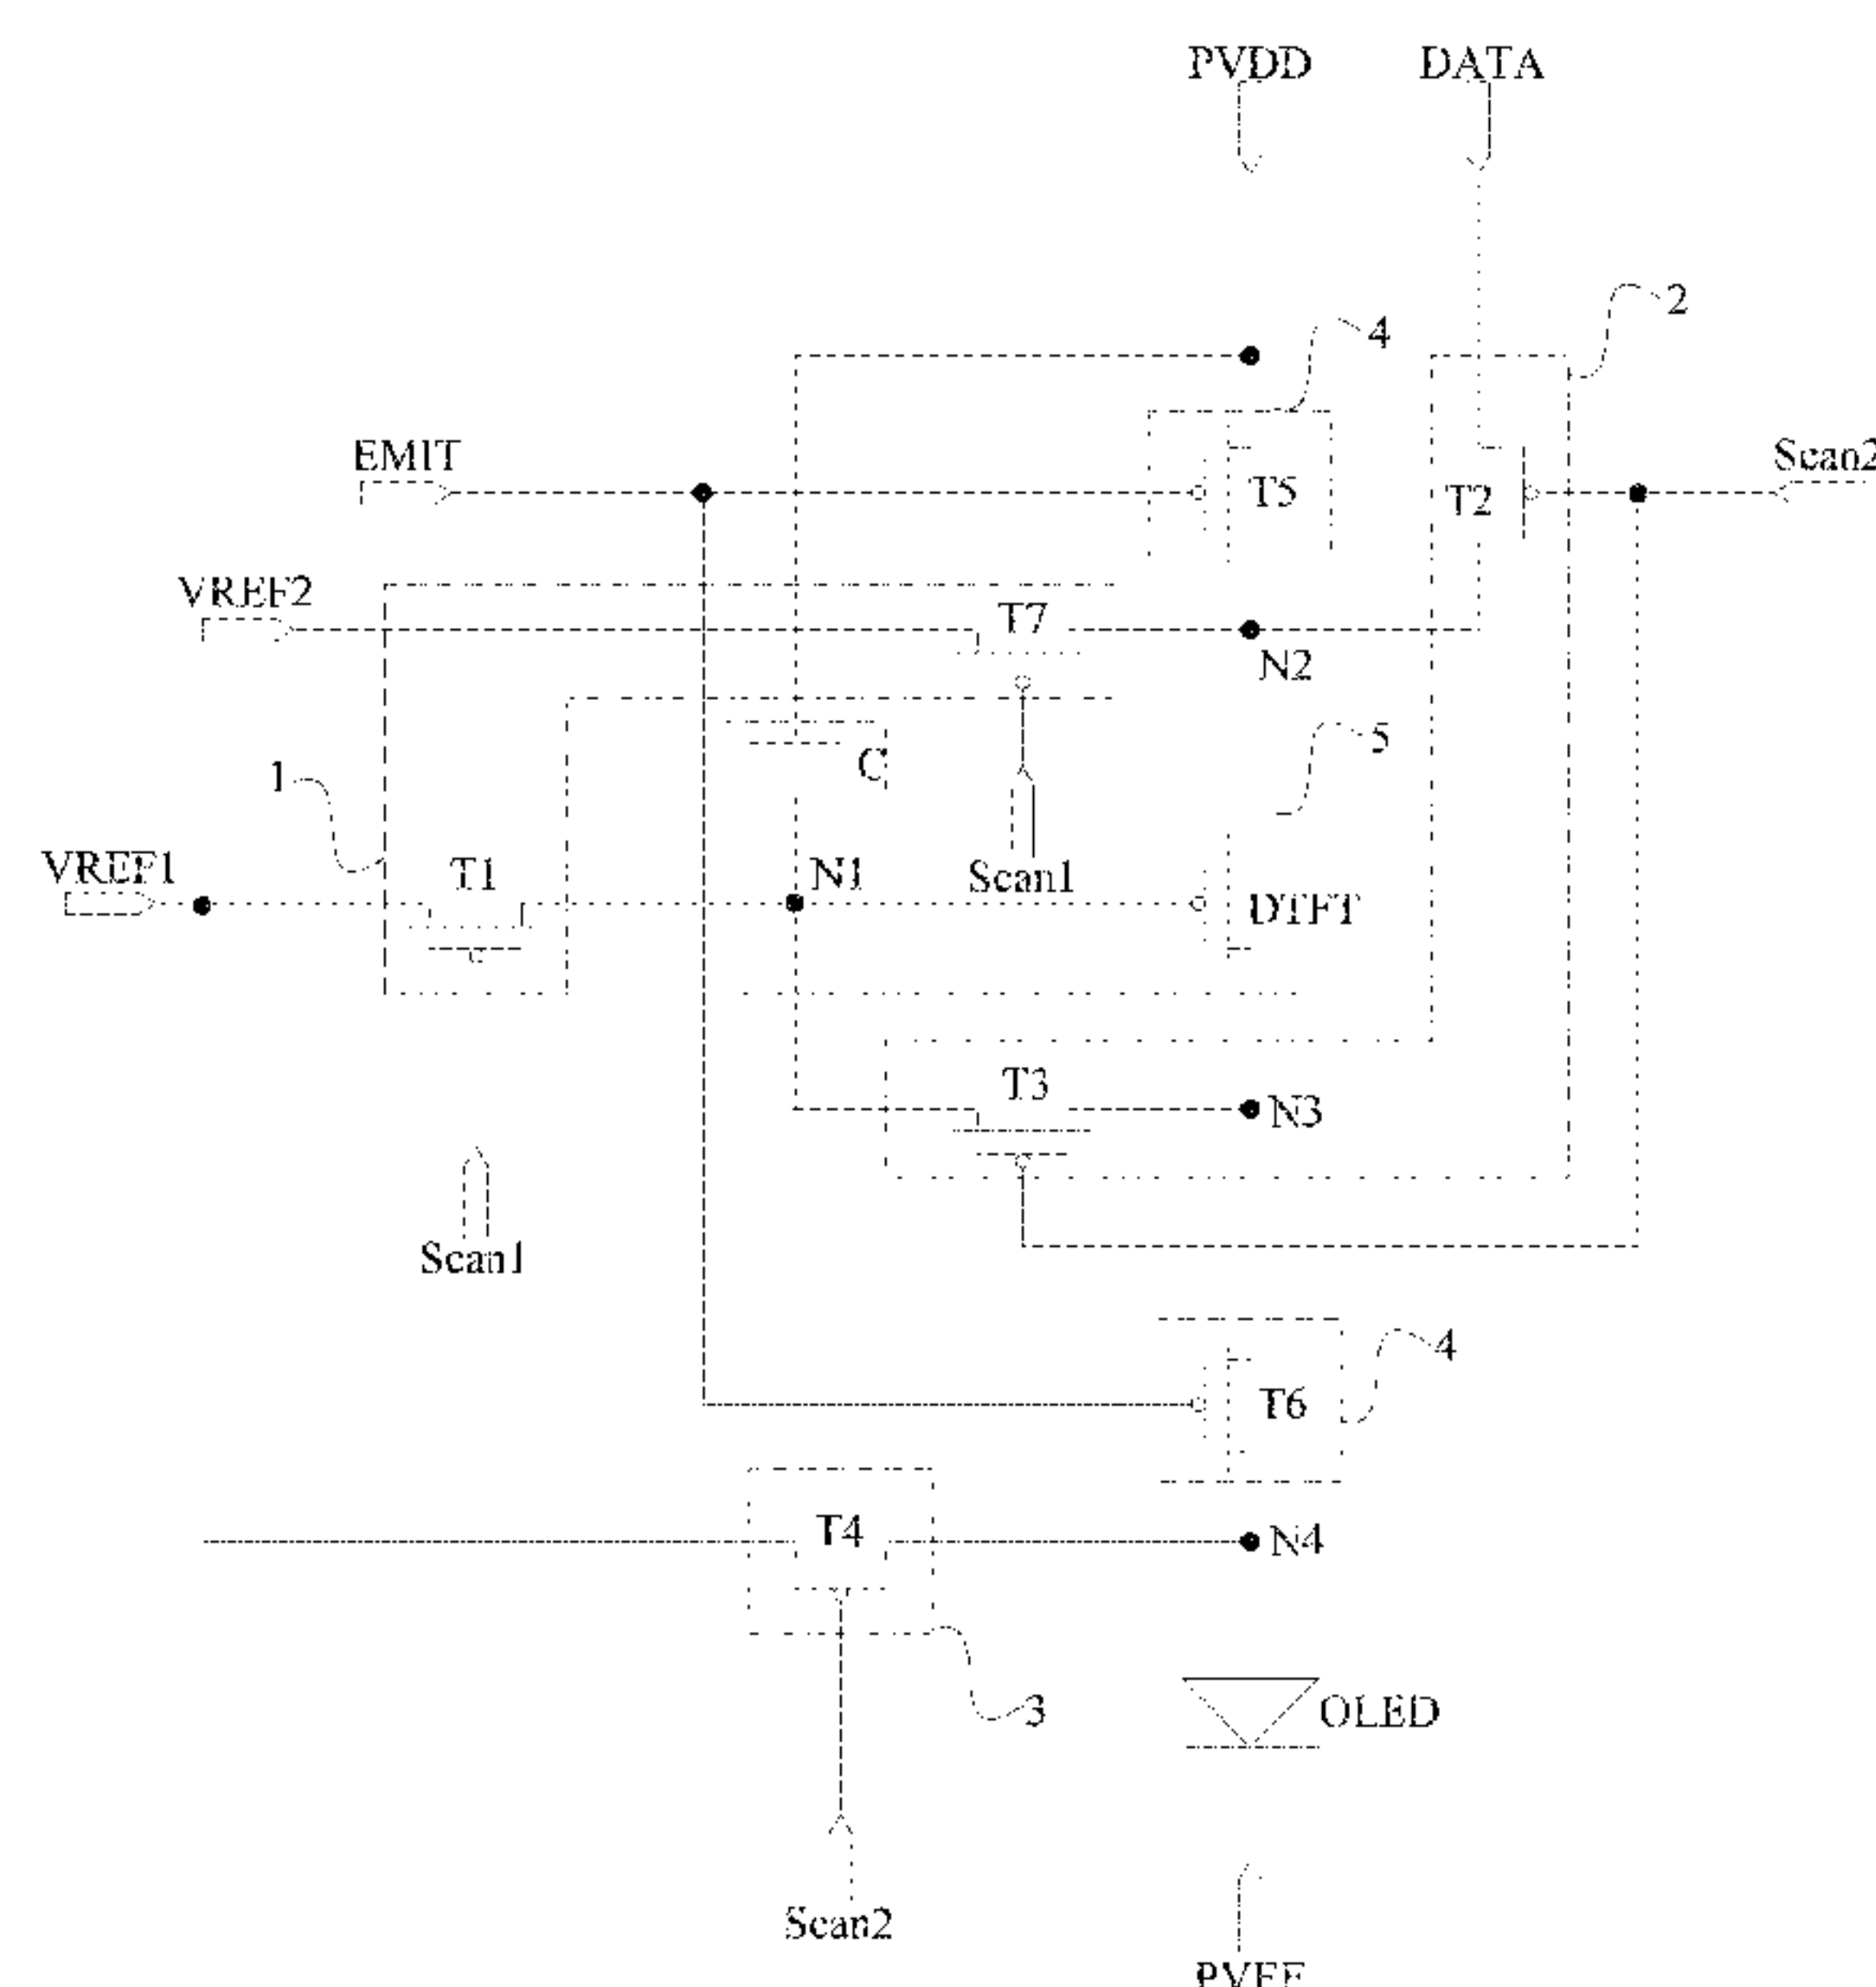 PVDD
DATA
2
4
EMIT
T5
T2
Scan2
VREF2
T7
N2
5
C
1
VREF1
T1
N1
Scan1
DTFT
T3
N3
Scan1
4
T6
T4
N4
3
OLED
Scan2
PVEE